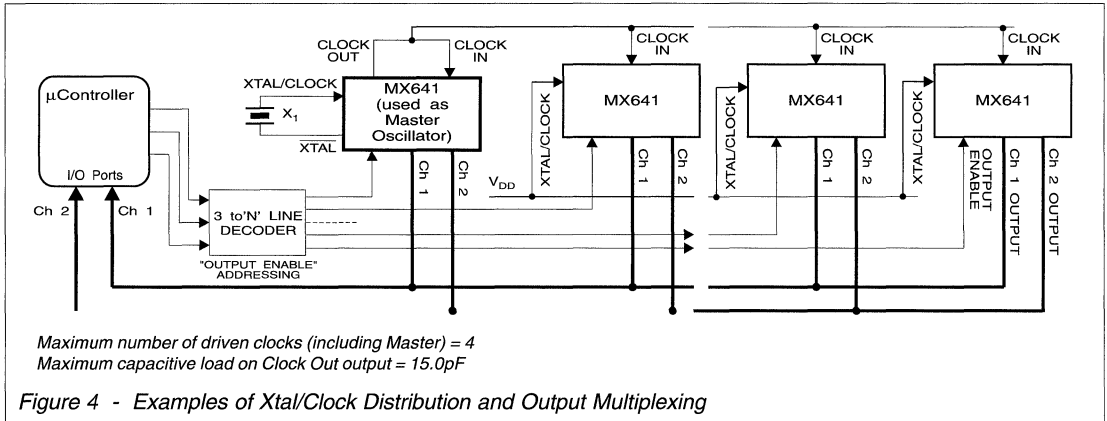 CLOCK OUT
CLOCK IN
CLOCK IN
CLOCK IN
CLOCK IN
µController
I/O Ports
Ch 2
Ch 1
XTAL/CLOCK
X1
XTAL
MX641
(used as
Master
Oscillator)
MX641
MX641
MX641
XTAL/CLOCK
XTAL/CLOCK
XTAL/CLOCK
VDD
Ch 1
Ch 2
Ch 1
Ch 2
Ch 1
Ch 2
OUTPUT ENABLE
Ch 1 OUTPUT
Ch 2 OUTPUT
3 to'N' LINE
DECODER
"OUTPUT ENABLE"
ADDRESSING
Maximum number of driven clocks (including Master) = 4
Maximum capacitive load on Clock Out output = 15.0pF
Figure 4 - Examples of Xtal/Clock Distribution and Output Multiplexing